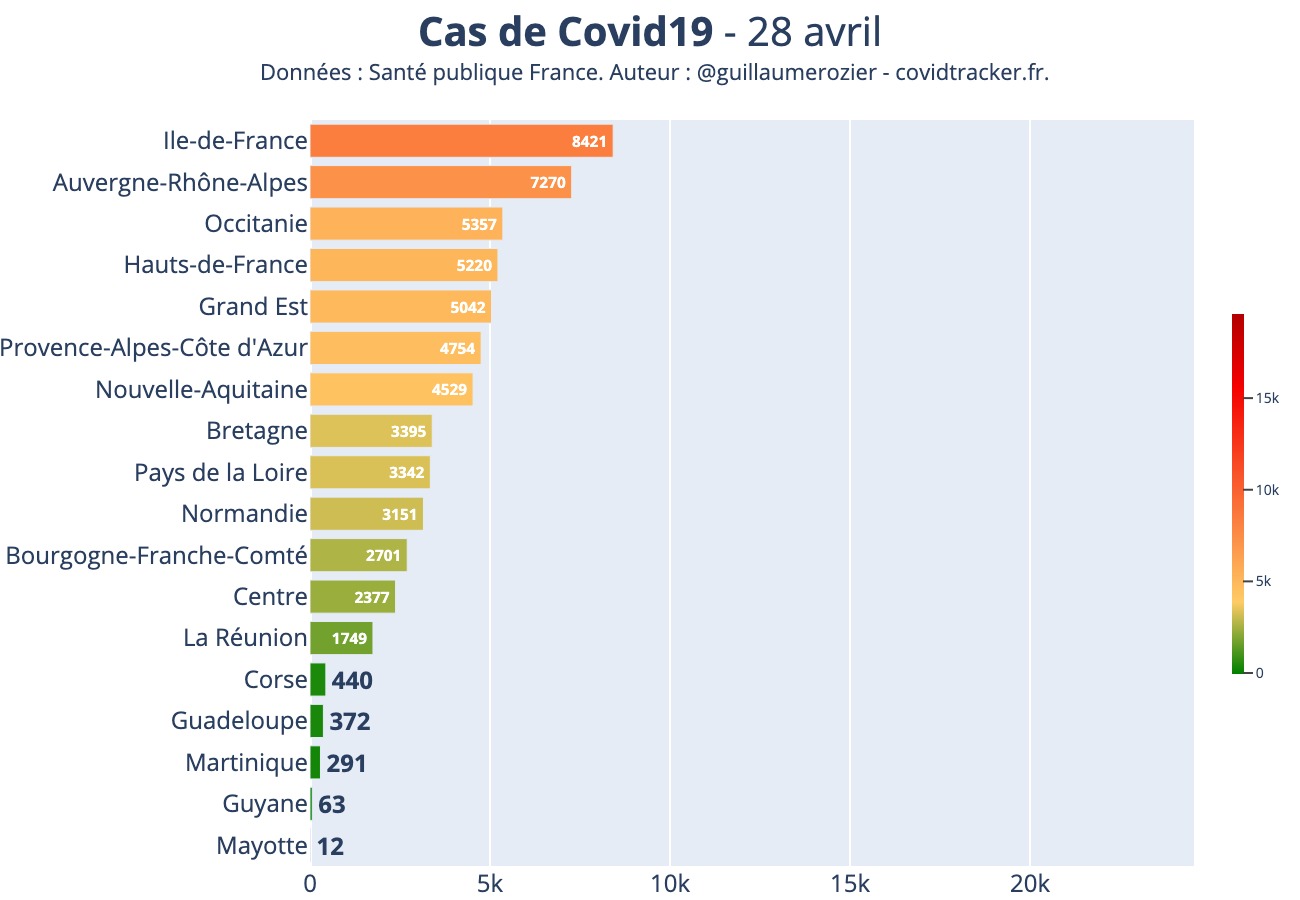 Cas de Covid19 - 28 avril
Données : Santé publique France. Auteur : @guillaumerozier - covidtracker.fr.
Ile-de-France 8421
Auvergne-Rhône-Alpes 7270
Occitanie 5357
Hauts-de-France 5220
Grand Est 5042
Provence-Alpes-Côte d'Azur 4754
Nouvelle-Aquitaine 4529
Bretagne 3395
Pays de la Loire 3342
Normandie 3151
Bourgogne-Franche-Comté 2701
Centre 2377
La Réunion 1749
Corse 440
Guadeloupe 372
Martinique 291
Guyane 63
Mayotte 12
0 5k 10k 15k 20k
15k
10k
5k
0